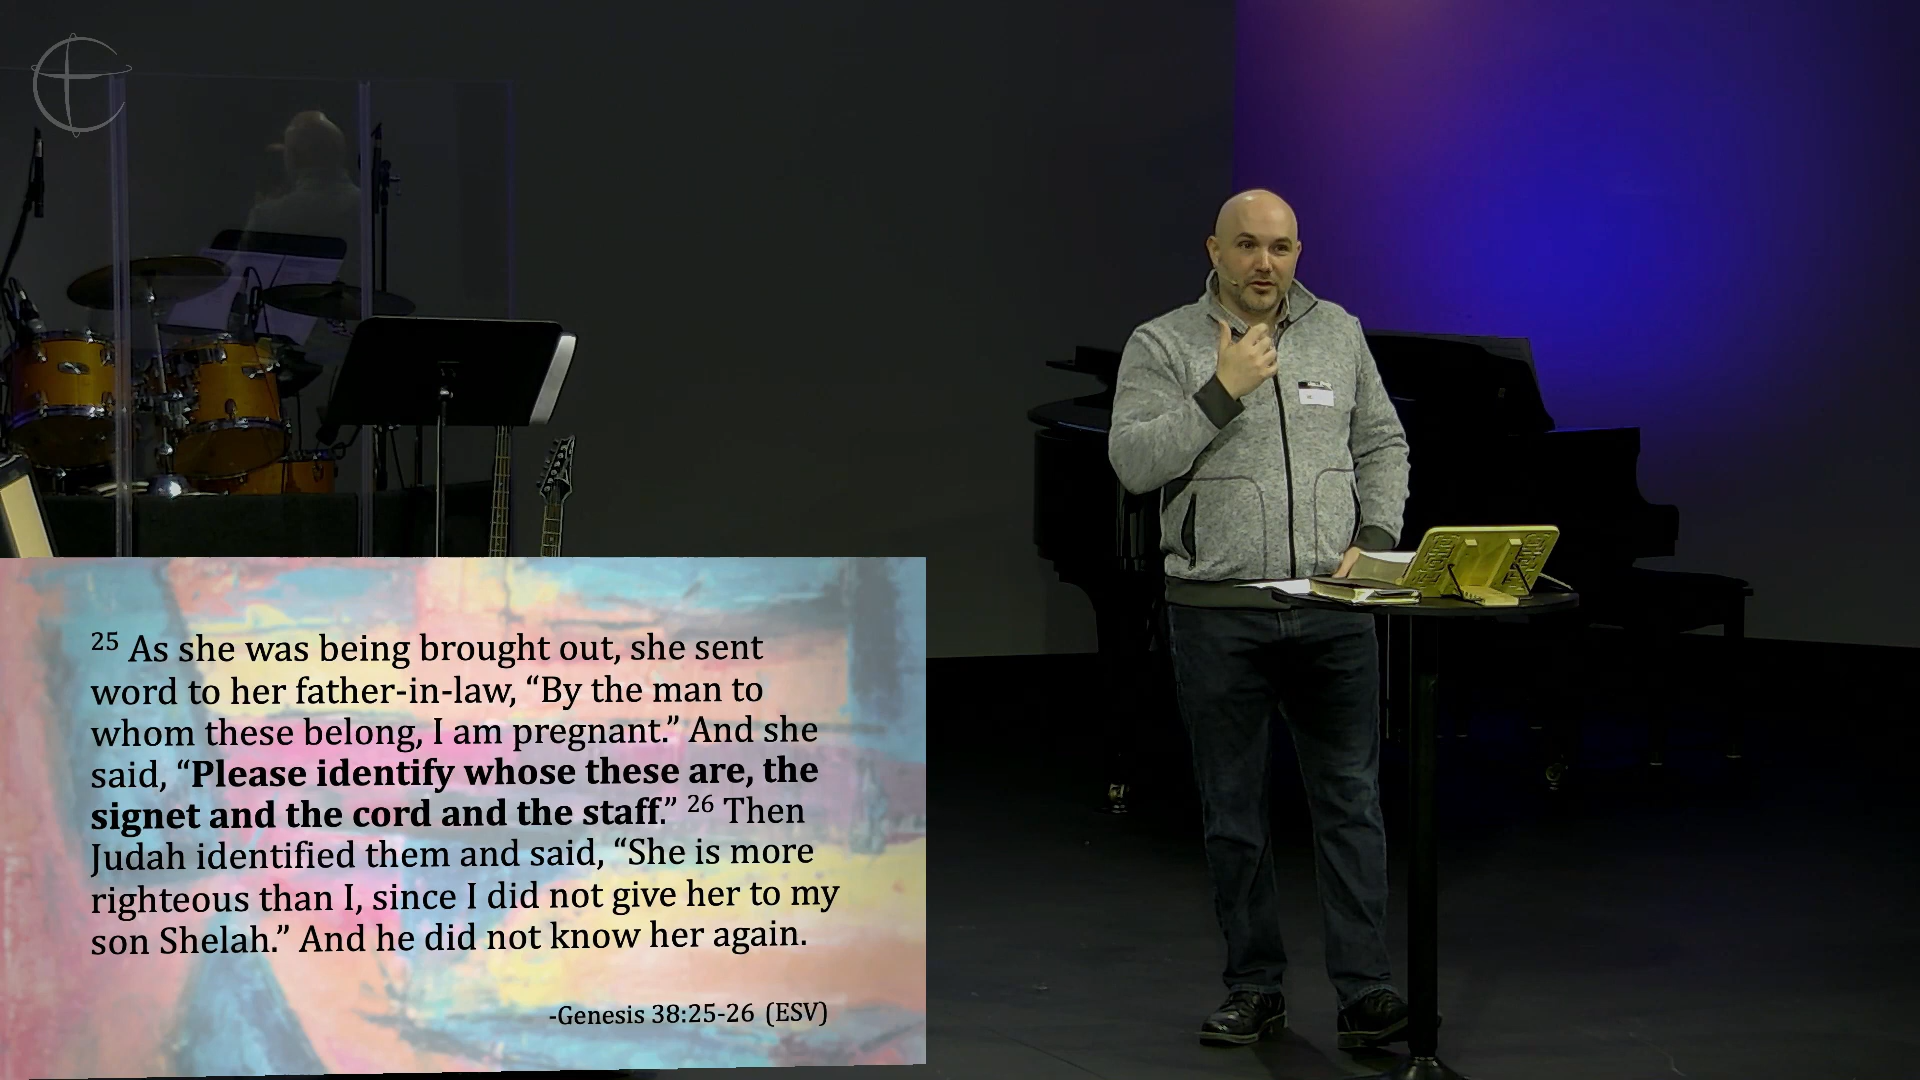 25 As she was being brought out, she sent
word to her father-in-law, “By the man to
whom these belong, I am pregnant.” And she
said, “Please identify whose these are, the
signet and the cord and the staff.” 26 Then
Judah identified them and said, “She is more
righteous than I, since I did not give her to my
son Shelah.” And he did not know her again.
-Genesis 38:25-26 (ESV)